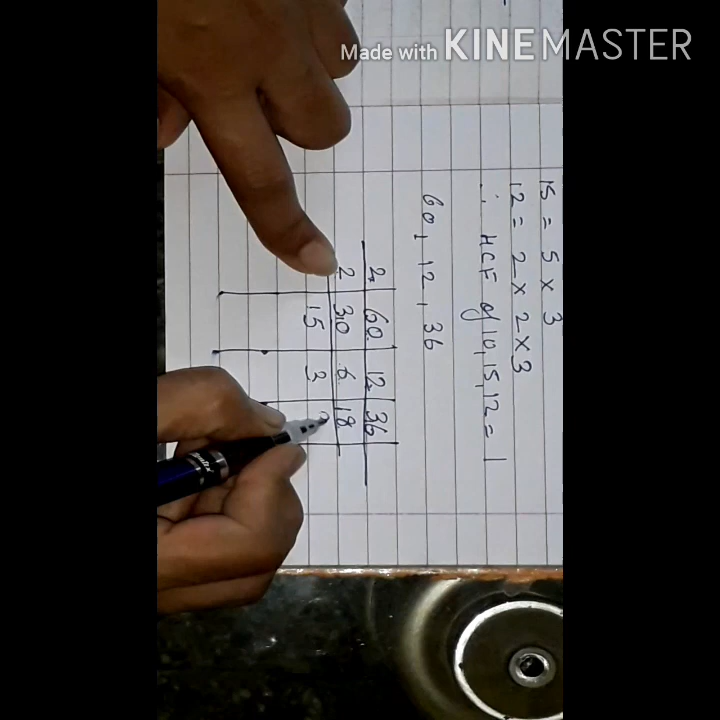 Made with KINEMASTER
15 = 5 × 3
12 = 2 × 2 × 3
∴ HCF of 10, 15, 12 = 1
60, 12, 36
2 60 12 36
2 30 6 18
15 3